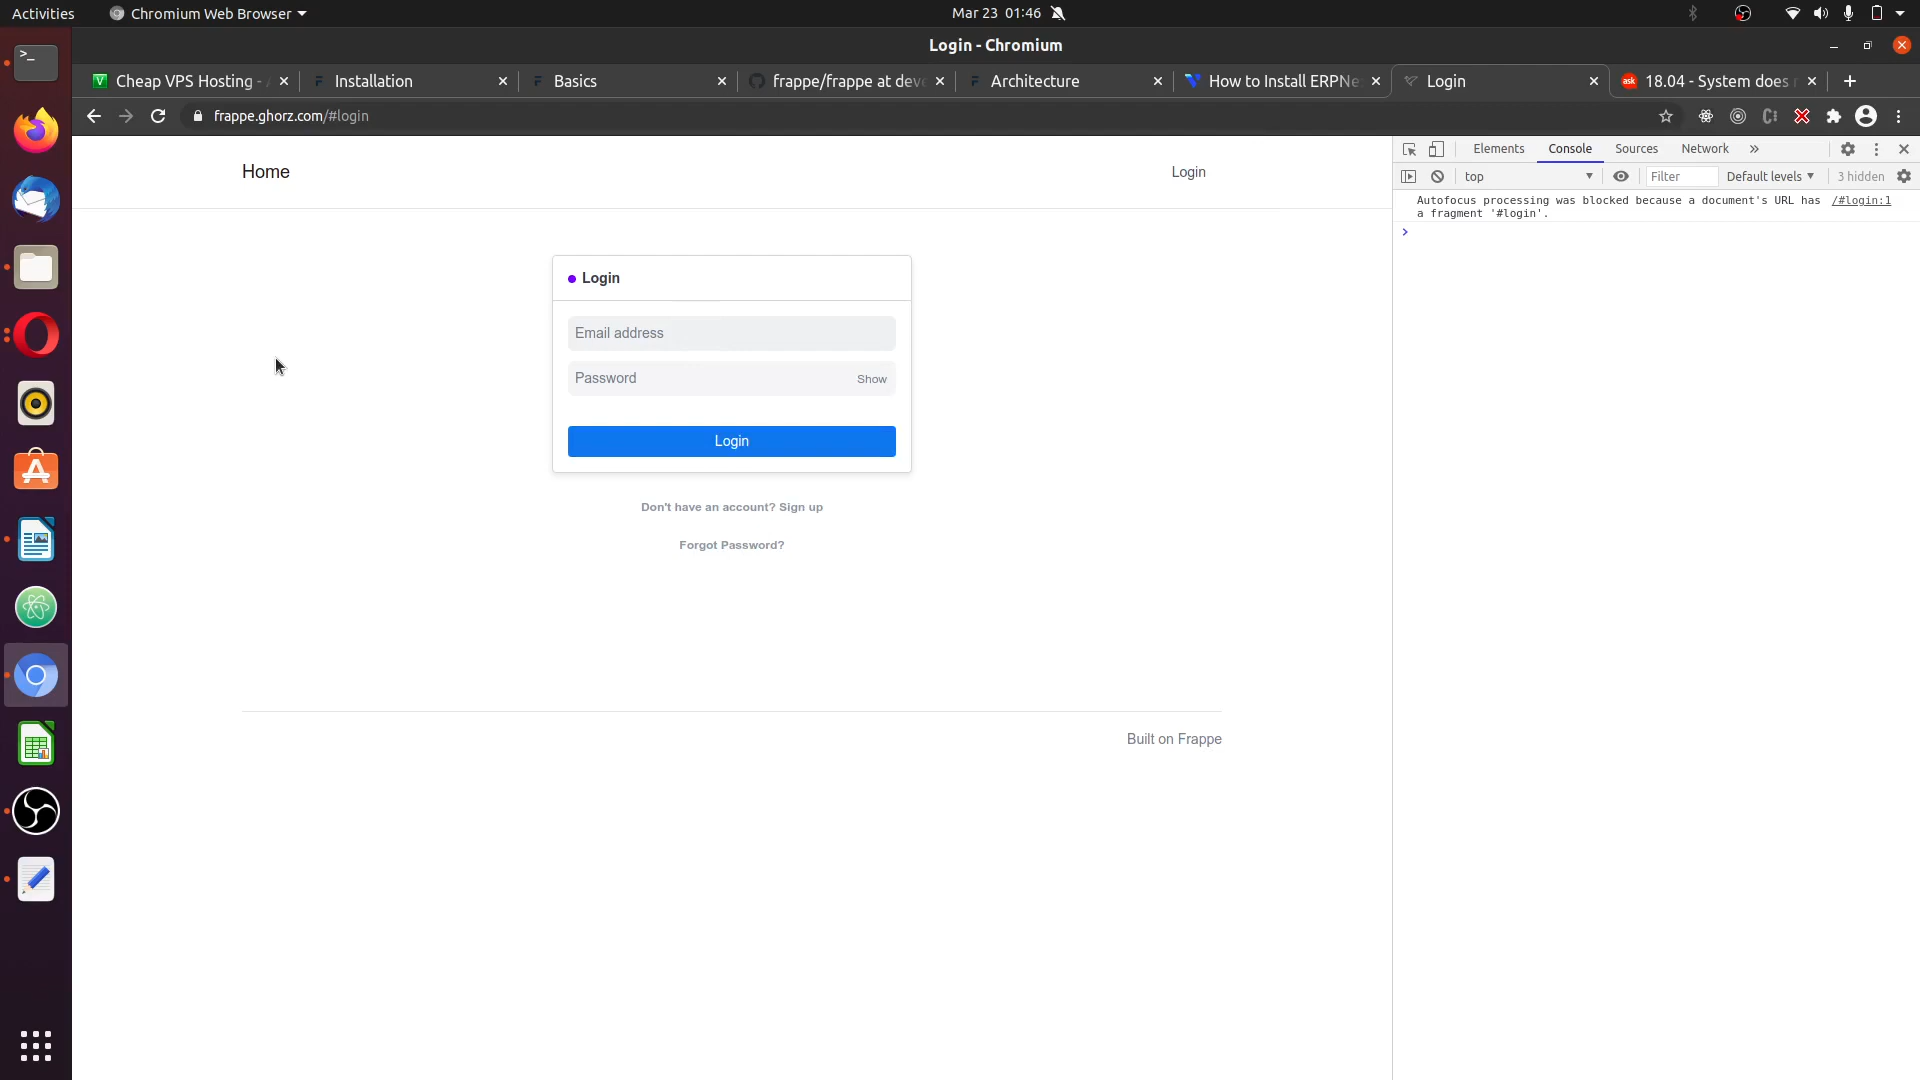 Activities
Chromium Web Browser
Mar 23 01:46
Login - Chromium
Cheap VPS Hosting -
Installation
Basics
frappe/frappe at dev
Architecture
How to Install ERPNe
Login
ask
18.04 - System does
frappe.ghorz.com/#login
Home
Login
Login
Email address
Password
Show
Login
Don't have an account? Sign up
Forgot Password?
Built on Frappe
Elements
Console
Sources
Network
top
Filter
Default levels
3 hidden
Autofocus processing was blocked because a document's URL has /#login:1
a fragment '#login'.